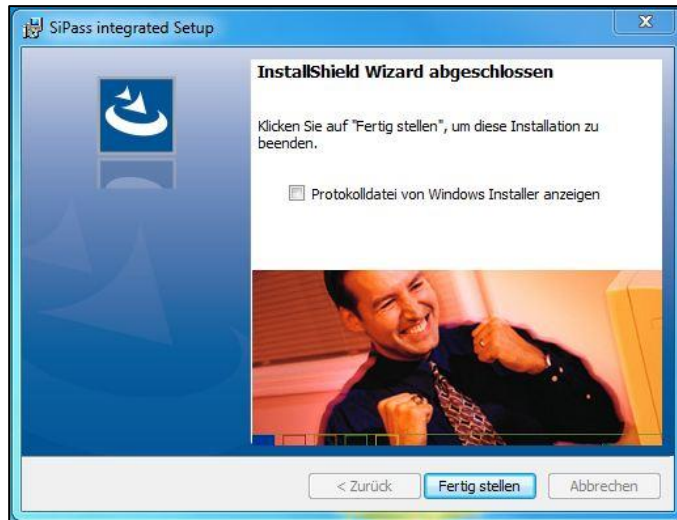 SiPass integrated Setup
InstallShield Wizard abgeschlossen
Klicken Sie auf "Fertig stellen", um diese Installation zu
beenden.
Protokolldatei von Windows Installer anzeigen
< Zurück
Fertig stellen
Abbrechen